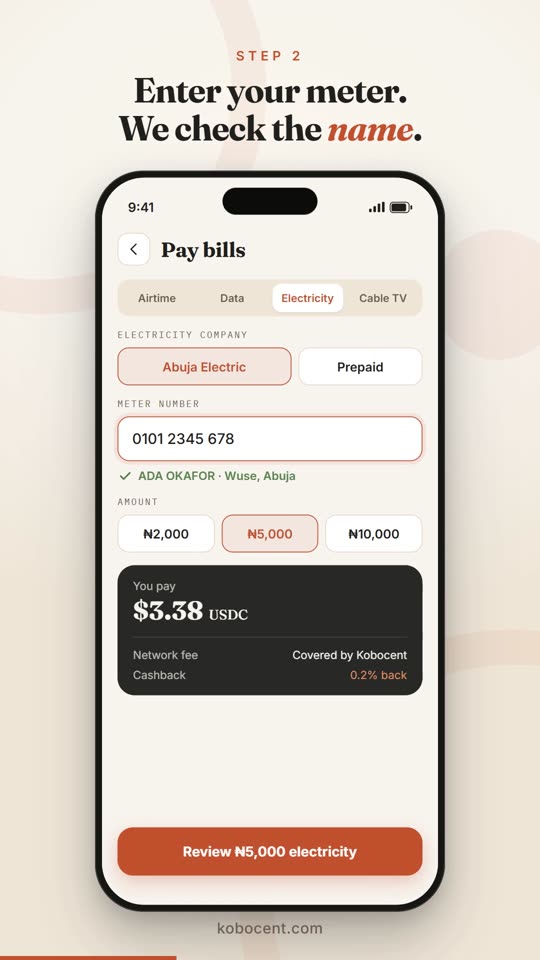 STEP 2
Enter your meter.
We check the name.
9:41
Pay bills
Airtime Data Electricity Cable TV
ELECTRICITY COMPANY
Abuja Electric Prepaid
METER NUMBER
0101 2345 678
ADA OKAFOR · Wuse, Abuja
AMOUNT
₦2,000 ₦5,000 ₦10,000
You pay
$3.38 USDC
Network fee Covered by Kobocent
Cashback 0.2% back
Review ₦5,000 electricity
kobocent.com